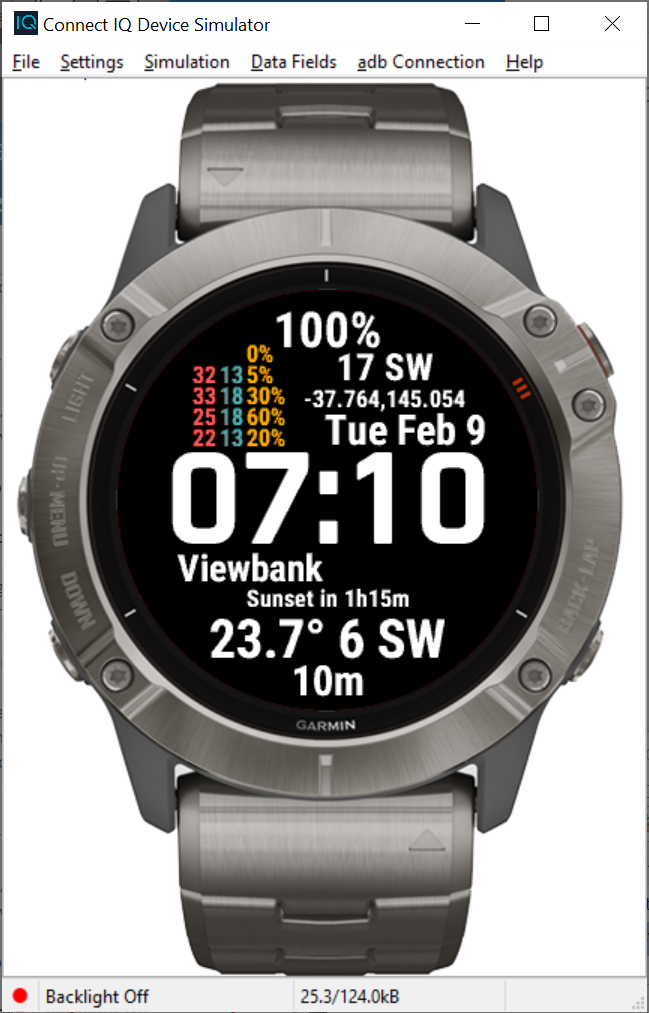 IQ Connect IQ Device Simulator
File Settings Simulation Data Fields adb Connection Help
LIGHT
UP·MENU
DOWN
BACK·LAP
100%
17 SW
-37.764,145.054
Tue Feb 9
0%
32 13 5%
33 18 30%
25 18 60%
22 13 20%
07:10
Viewbank
Sunset in 1h15m
23.7° 6 SW
10m
GARMIN
Backlight Off 25.3/124.0kB